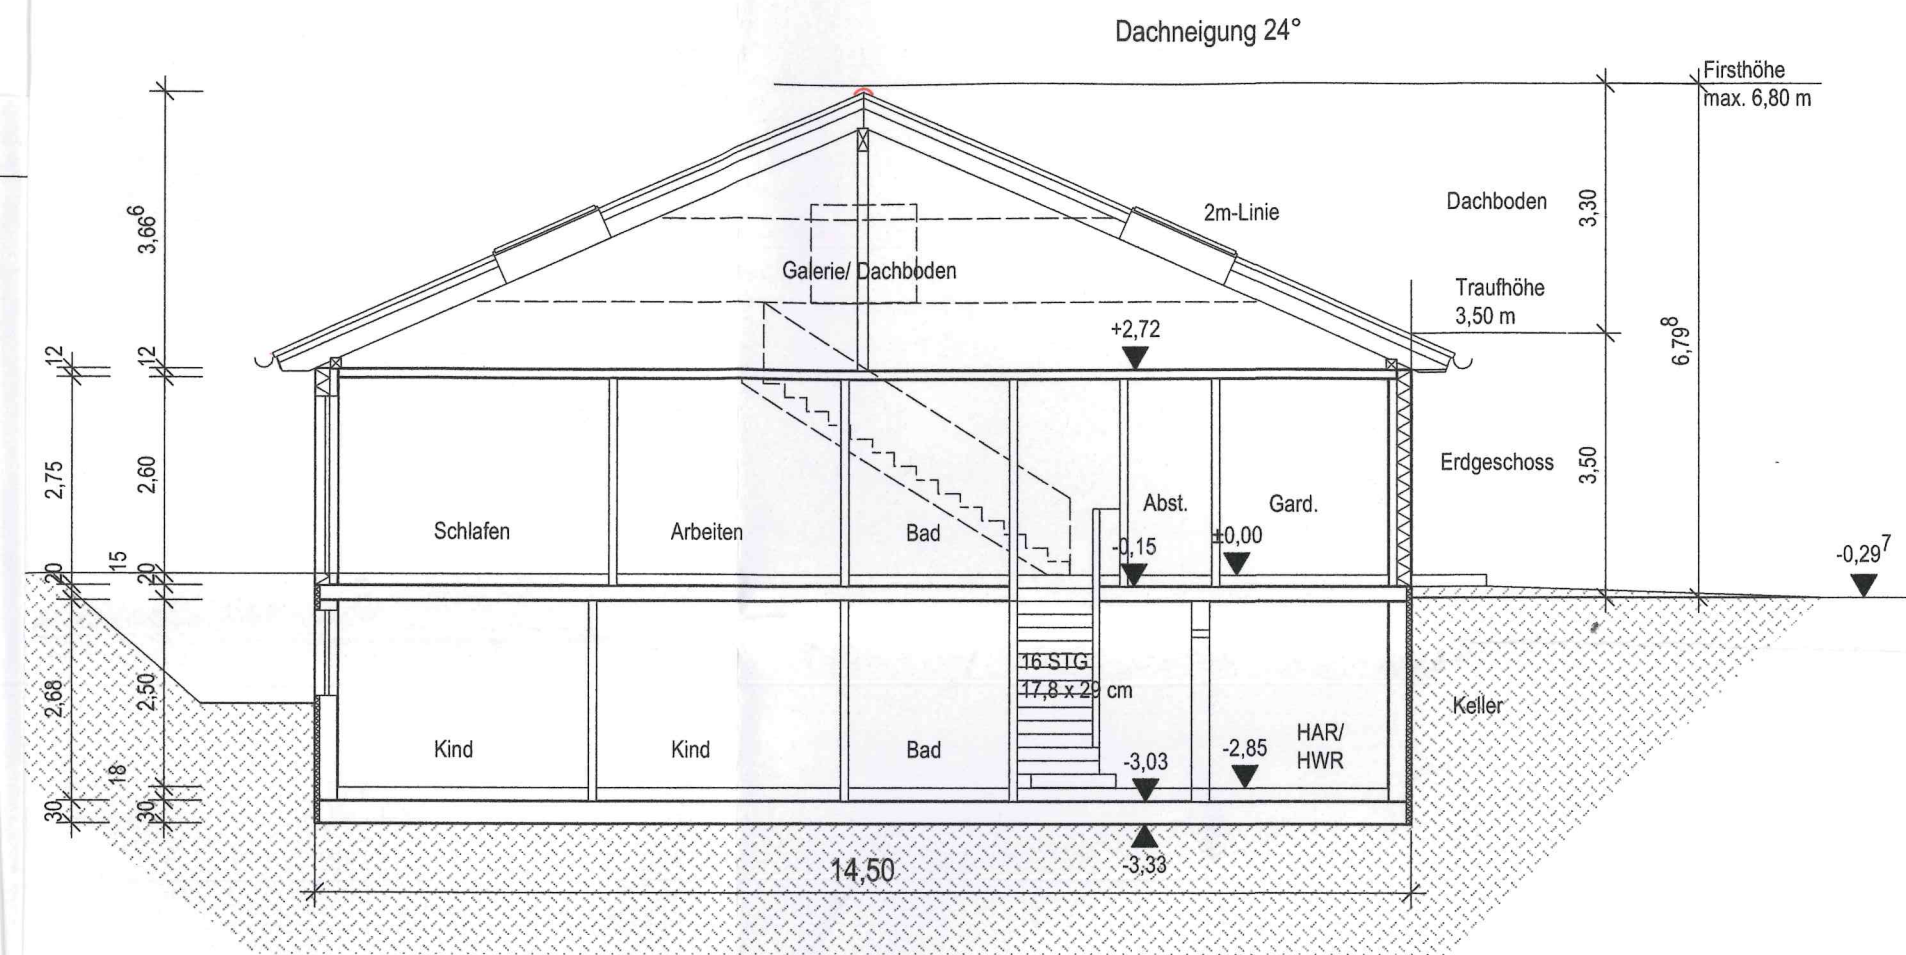 Dachneigung 24°
Firsthöhe
max. 6,80 m
3,66⁶
2m-Linie
Dachboden
3,30
Galerie/ Dachboden
Traufhöhe
3,50 m
+2,72
6,79⁸
12
12
2,75
2,60
Erdgeschoss
3,50
Schlafen
Arbeiten
Bad
Abst.
Gard.
-0,15
±0,00
-0,29⁷
15
20
20
16 STG
17,8 x 29 cm
2,68
2,50
Keller
Kind
Kind
Bad
-3,03
-2,85
HAR/
HWR
18
30
30
14,50
-3,33